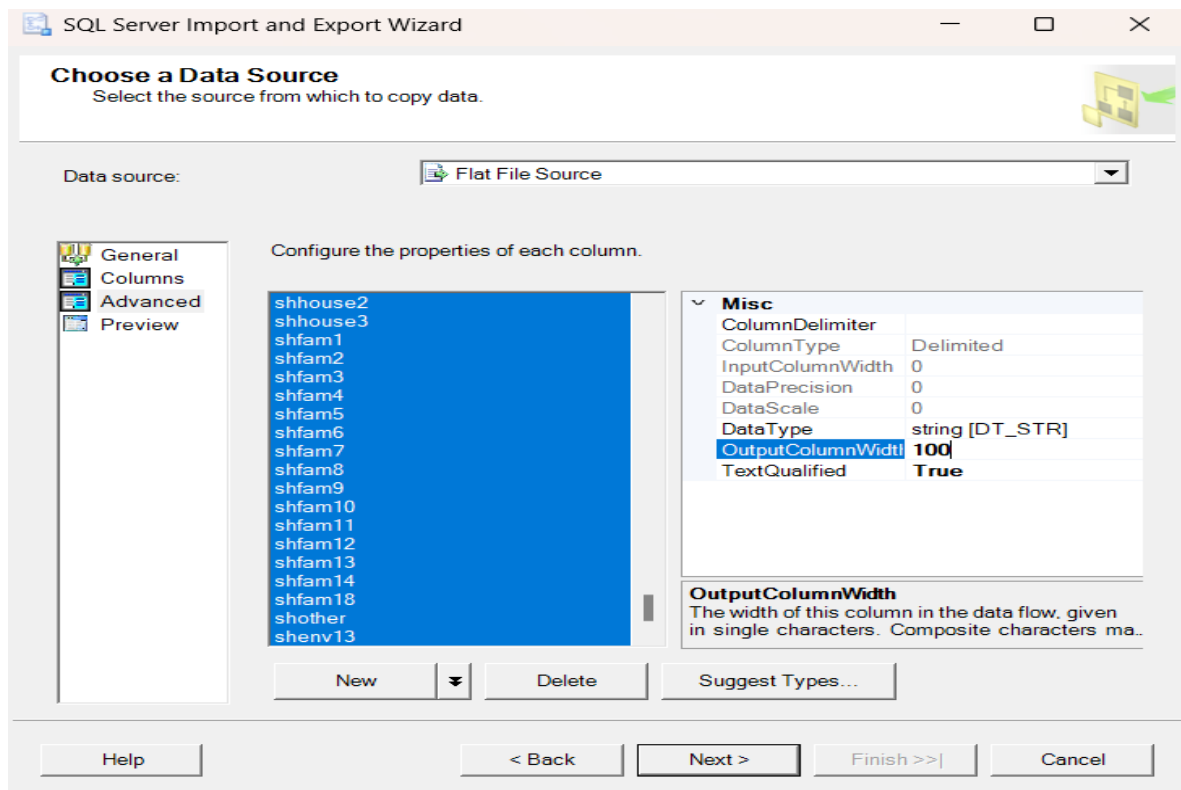 SQL Server Import and Export Wizard
Choose a Data Source
Select the source from which to copy data.
Data source:
Flat File Source
General
Columns
Advanced
Preview
Configure the properties of each column.
shhouse2
shhouse3
shfam1
shfam2
shfam3
shfam4
shfam5
shfam6
shfam7
shfam8
shfam9
shfam10
shfam11
shfam12
shfam13
shfam14
shfam18
shother
shenv13
Misc
ColumnDelimiter
ColumnType Delimited
InputColumnWidth 0
DataPrecision 0
DataScale 0
DataType string [DT_STR]
OutputColumnWidtl 100
TextQualified True
OutputColumnWidth
The width of this column in the data flow, given
in single characters. Composite characters ma..
New Delete Suggest Types...
Help < Back Next > Finish >>| Cancel